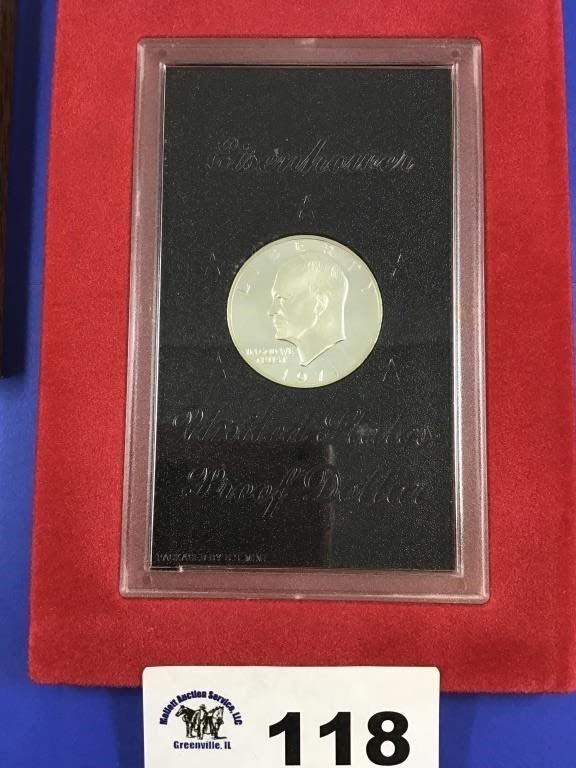 Eisenhower
LIBERTY
IN GOD WE
TRUST
United States
Proof Dollar
PACKAGED BY U.S. MINT
Mallett Auction Service, LLC
Greenville, IL
118